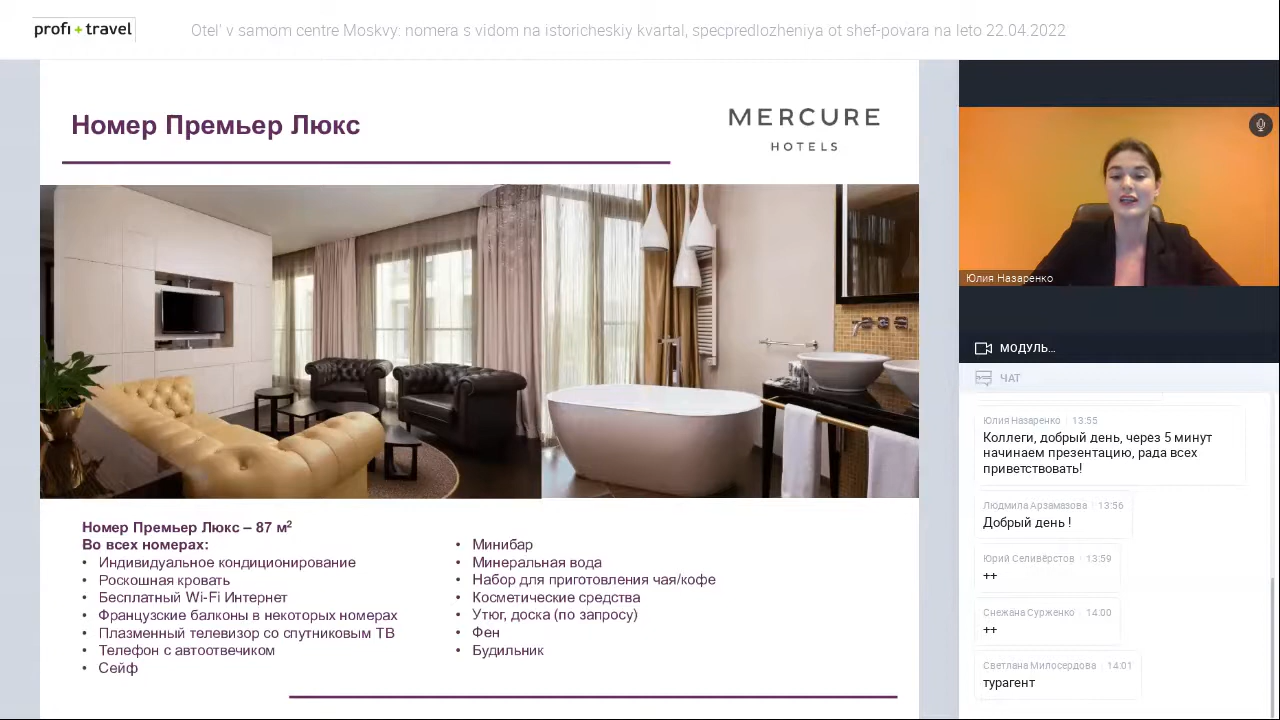 profi+travel
Otel' v samom centre Moskvy: nomera s vidom na istoricheskiy kvartal, specpredlozheniya ot shef-povara na leto 22.04.2022
Номер Премьер Люкс
MERCURE
HOTELS
Номер Премьер Люкс – 87 м²
Во всех номерах:
• Индивидуальное кондиционирование
• Роскошная кровать
• Бесплатный Wi-Fi Интернет
• Французские балконы в некоторых номерах
• Плазменный телевизор со спутниковым ТВ
• Телефон с автоответчиком
• Сейф
• Минибар
• Минеральная вода
• Набор для приготовления чая/кофе
• Косметические средства
• Утюг, доска (по запросу)
• Фен
• Будильник
Юлия Назаренко
МОДУЛЬ...
ЧАТ
Юлия Назаренко 13:55
Коллеги, добрый день, через 5 минут
начинаем презентацию, рада всех
приветствовать!
Людмила Арзамазова 13:56
Добрый день !
Юрий Селивёрстов 13:59
++
Снежана Сурженко 14:00
++
Светлана Милосердова 14:01
турагент